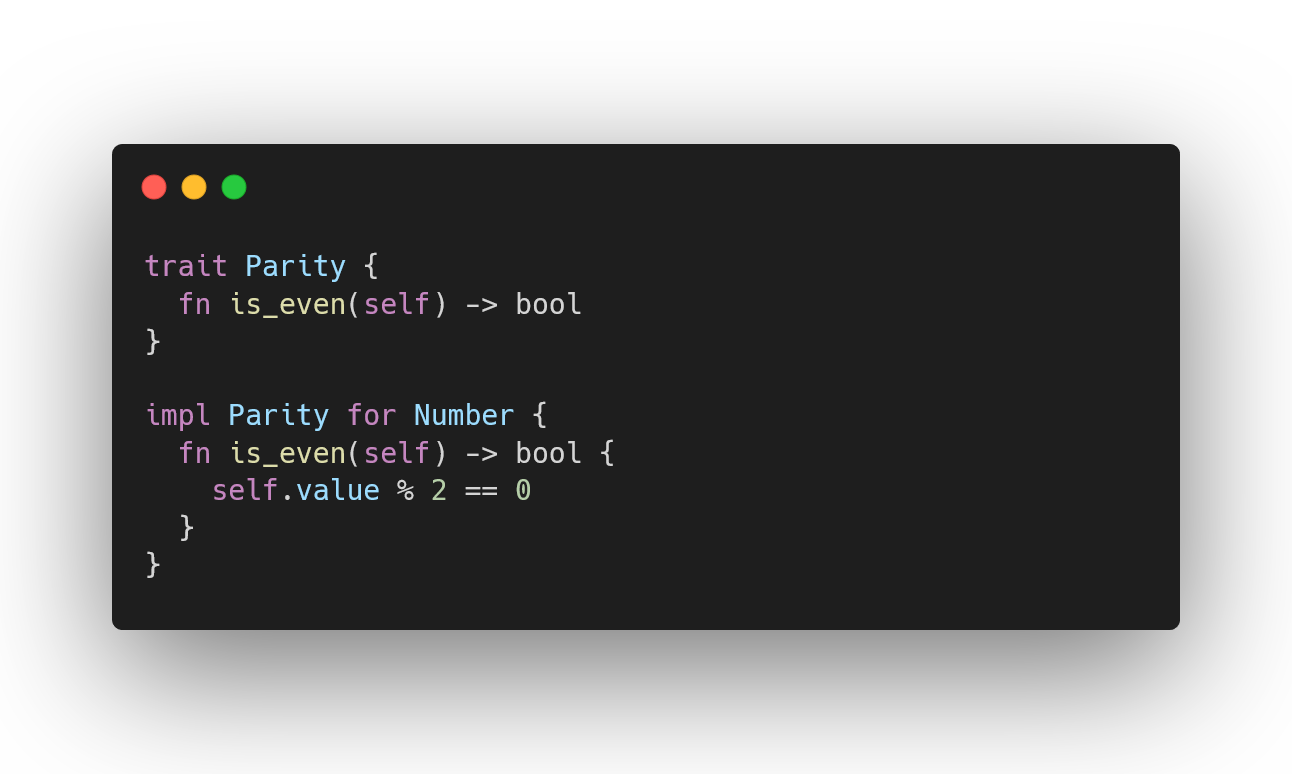 trait Parity {
  fn is_even(self) -> bool
}

impl Parity for Number {
  fn is_even(self) -> bool {
    self.value % 2 == 0
  }
}